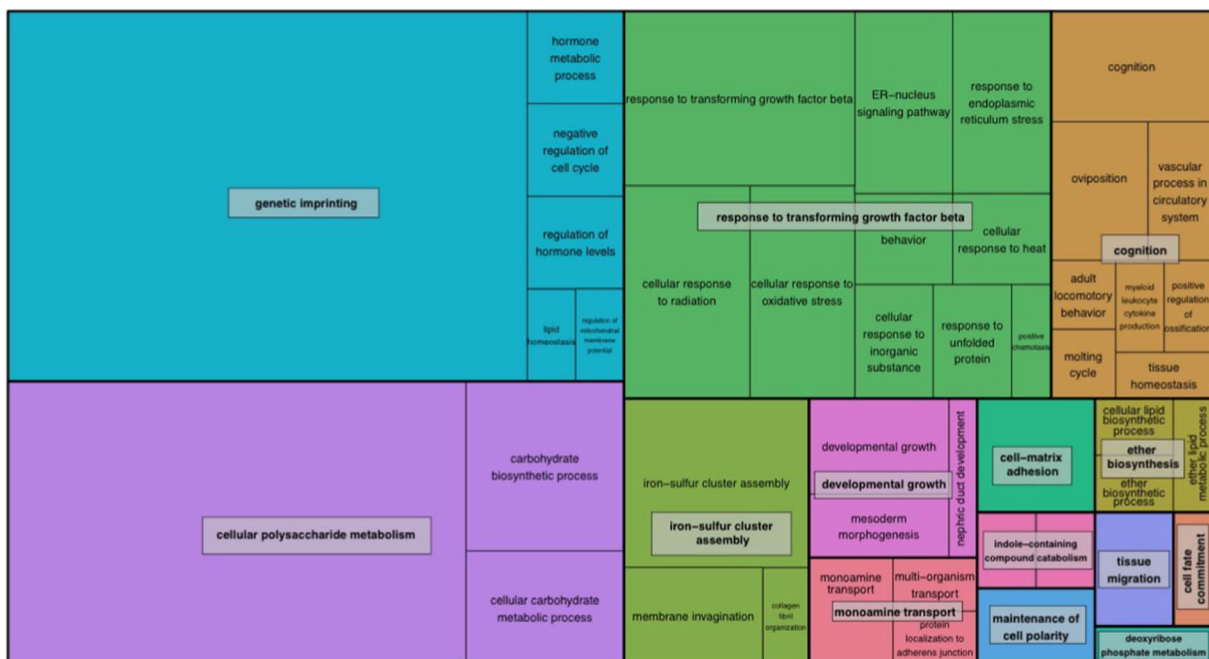 hormone
metabolic
process
negative
regulation of
cell cycle
genetic imprinting
regulation of
hormone levels
lipid
homeostasis
regulation of
mitochondrial
membrane
potential
response to transforming growth factor beta
ER−nucleus
signaling pathway
response to
endoplasmic
reticulum stress
response to transforming growth factor beta
behavior
cellular
response to heat
cellular response
to radiation
cellular response to
oxidative stress
cellular
response to
inorganic
substance
response to
unfolded
protein
positive
chemotaxis
cognition
oviposition
vascular
process in
circulatory
system
cognition
adult
locomotory
behavior
myeloid
leukocyte
cytokine
production
positive
regulation
of
ossification
molting
cycle
tissue
homeostasis
carbohydrate
biosynthetic process
cellular polysaccharide metabolism
cellular carbohydrate
metabolic process
iron−sulfur cluster assembly
iron−sulfur cluster
assembly
membrane invagination
collagen
fibril
organization
developmental growth
developmental growth
mesoderm
morphogenesis
nephric duct development
monoamine
transport
multi−organism
transport
monoamine transport
protein
localization to
adherens junction
cell−matrix
adhesion
indole−containing
compound catabolism
maintenance of
cell polarity
cellular lipid
biosynthetic
process
ether
biosynthesis
ether
biosynthetic
process
ether lipid
metabolic process
tissue
migration
cell fate
commitment
deoxyribose
phosphate metabolism